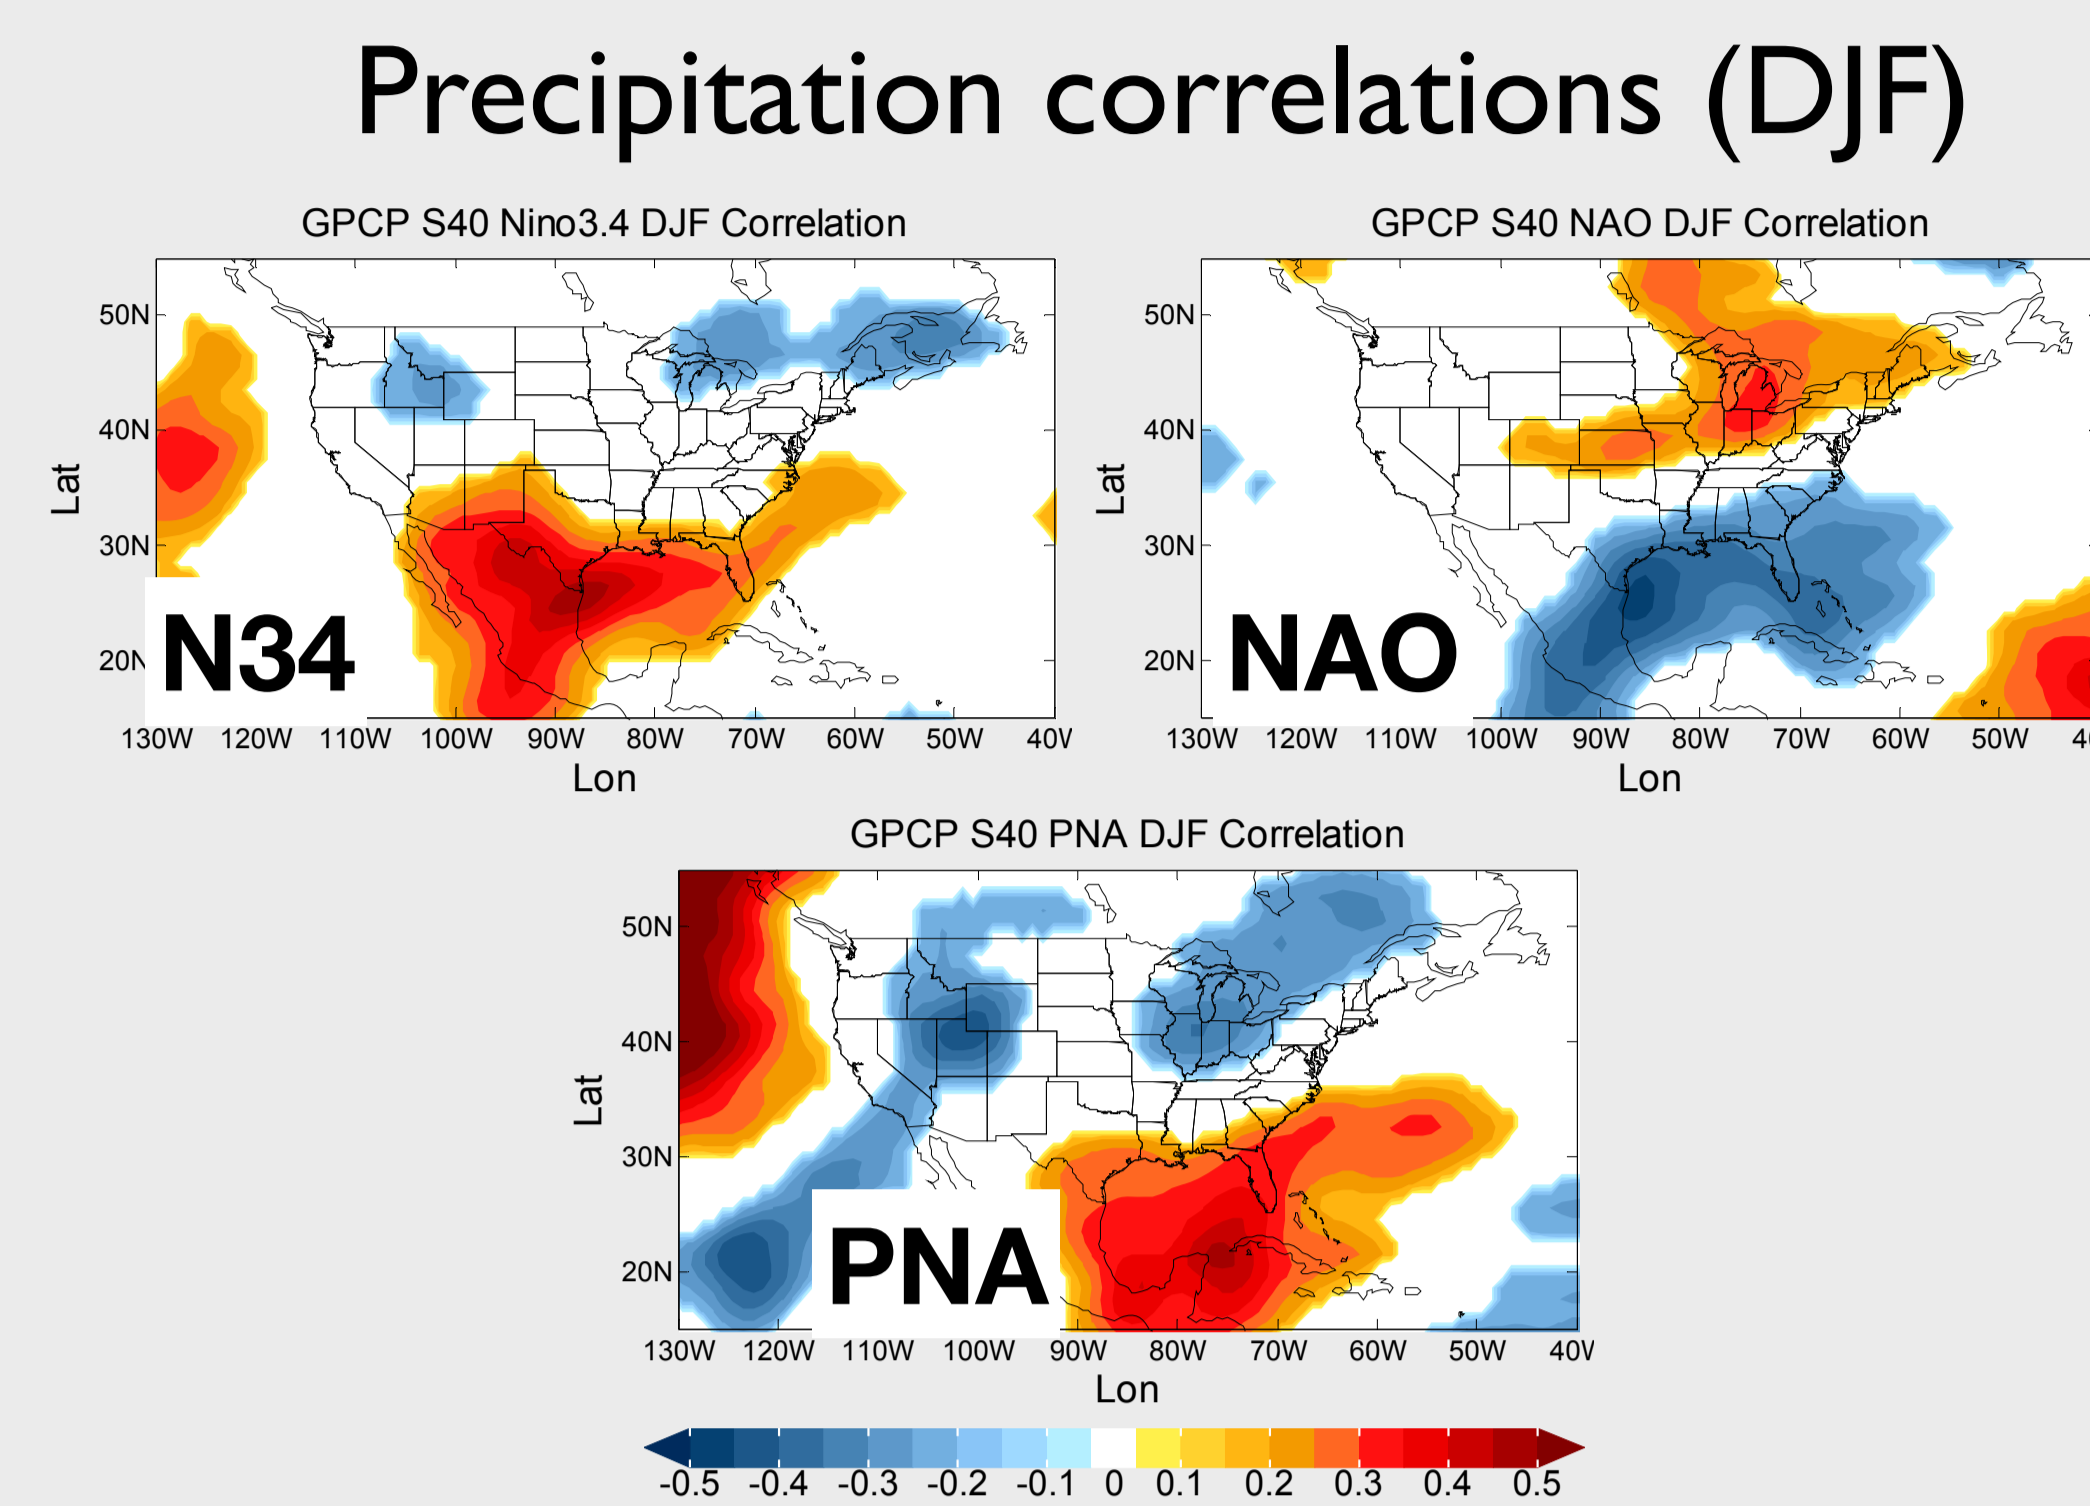 Precipitation correlations (DJF)
GPCP S40 Nino3.4 DJF Correlation
50N
40N
30N
20N
Lat
N34
130W 120W 110W 100W 90W 80W 70W 60W 50W 40
Lon
GPCP S40 NAO DJF Correlation
50N
40N
30N
20N
Lat
NAO
130W 120W 110W 100W 90W 80W 70W 60W 50W 4
Lon
GPCP S40 PNA DJF Correlation
50N
40N
30N
20N
Lat
PNA
130W 120W 110W 100W 90W 80W 70W 60W 50W 40W
Lon
-0.5 -0.4 -0.3 -0.2 -0.1 0 0.1 0.2 0.3 0.4 0.5